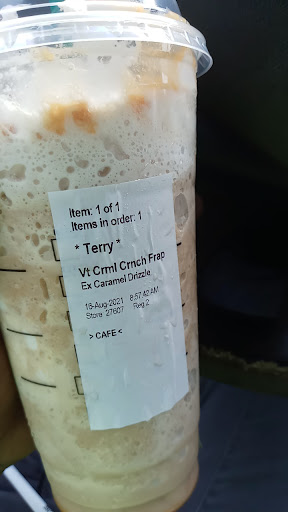 Item: 1 of 1
Items in order: 1
* Terry *
Vt Crml Crnch Frap
Ex Caramel Drizzle
16-Aug-2021 8:57:42 AM
Store 27607 Reg 2
> CAFE <